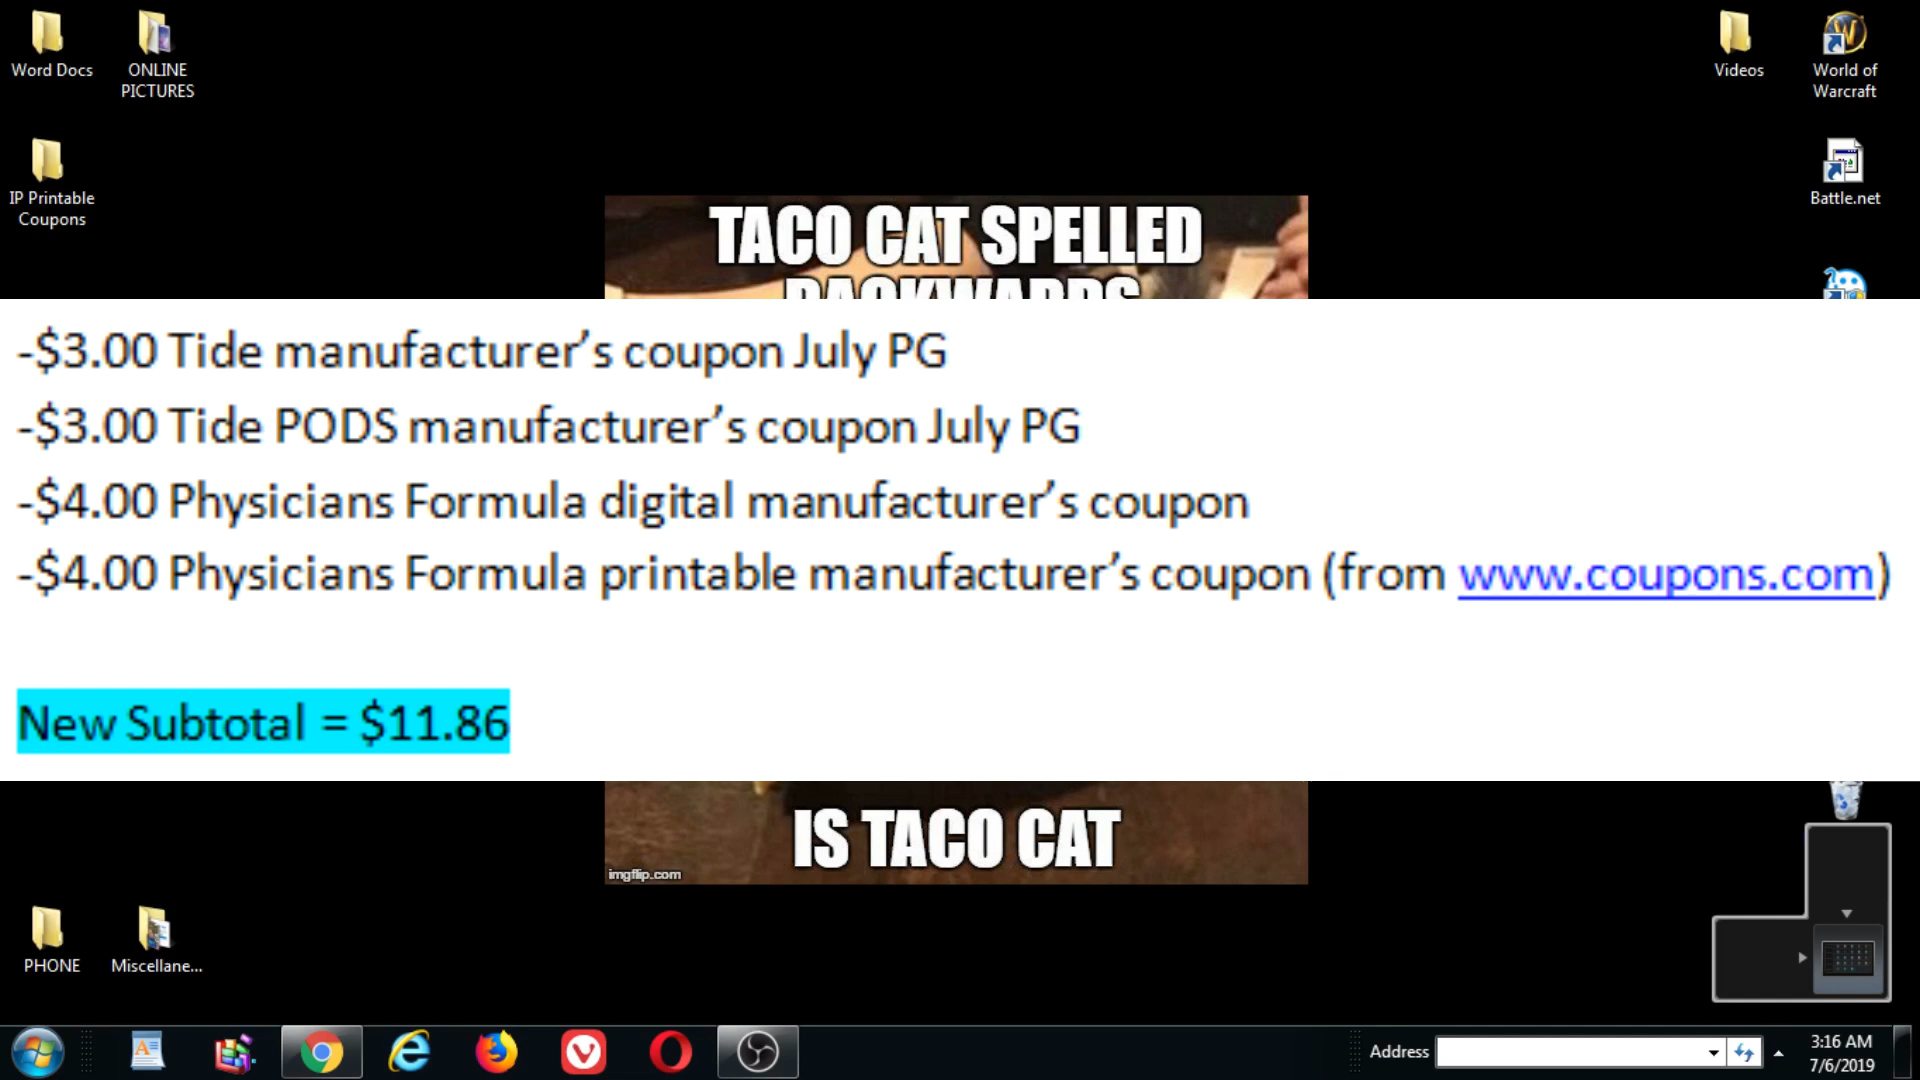 Word Docs
ONLINE
PICTURES
Videos
World of
Warcraft
IP Printable
Coupons
Battle.net
TACO CAT SPELLED
BACKWARDS
-$3.00 Tide manufacturer’s coupon July PG
-$3.00 Tide PODS manufacturer’s coupon July PG
-$4.00 Physicians Formula digital manufacturer’s coupon
-$4.00 Physicians Formula printable manufacturer’s coupon (from www.coupons.com)
New Subtotal = $11.86
IS TACO CAT
imgflip.com
PHONE
Miscellane...
Address
3:16 AM
7/6/2019